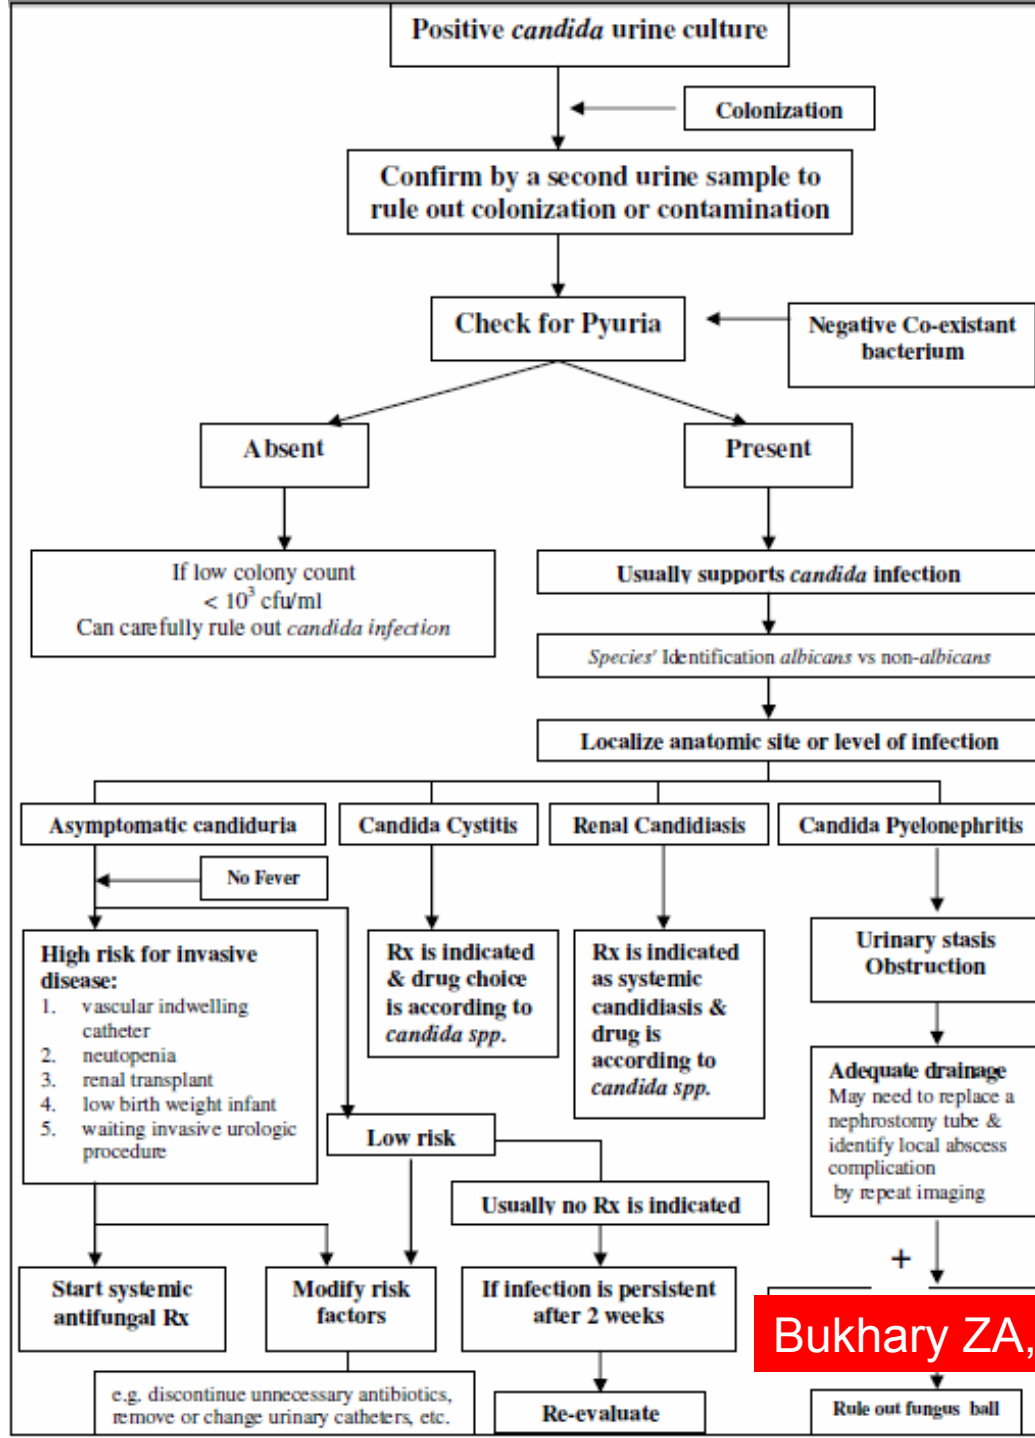 Positive candida urine culture
Colonization
Confirm by a second urine sample to
rule out colonization or contamination
Check for Pyuria
Negative Co-existant
bacterium
Absent
Present
If low colony count
< 10³ cfu/ml
Can carefully rule out candida infection
Usually supports candida infection
Species' Identification albicans vs non-albicans
Localize anatomic site or level of infection
Asymptomatic candiduria
Candida Cystitis
Renal Candidiasis
Candida Pyelonephritis
No Fever
High risk for invasive
disease:
1. vascular indwelling
catheter
2. neutopenia
3. renal transplant
4. low birth weight infant
5. waiting invasive urologic
procedure
Rx is indicated
& drug choice
is according to
candida spp.
Rx is indicated
as systemic
candidiasis &
drug is
according to
candida spp.
Urinary stasis
Obstruction
Adequate drainage
May need to replace a
nephrostomy tube &
identify local abscess
complication
by repeat imaging
Low risk
Usually no Rx is indicated
+
Start systemic
antifungal Rx
Modify risk
factors
If infection is persistent
after 2 weeks
Bukhary ZA,
e.g. discontinue unnecessary antibiotics,
remove or change urinary catheters, etc.
Re-evaluate
Rule out fungus ball